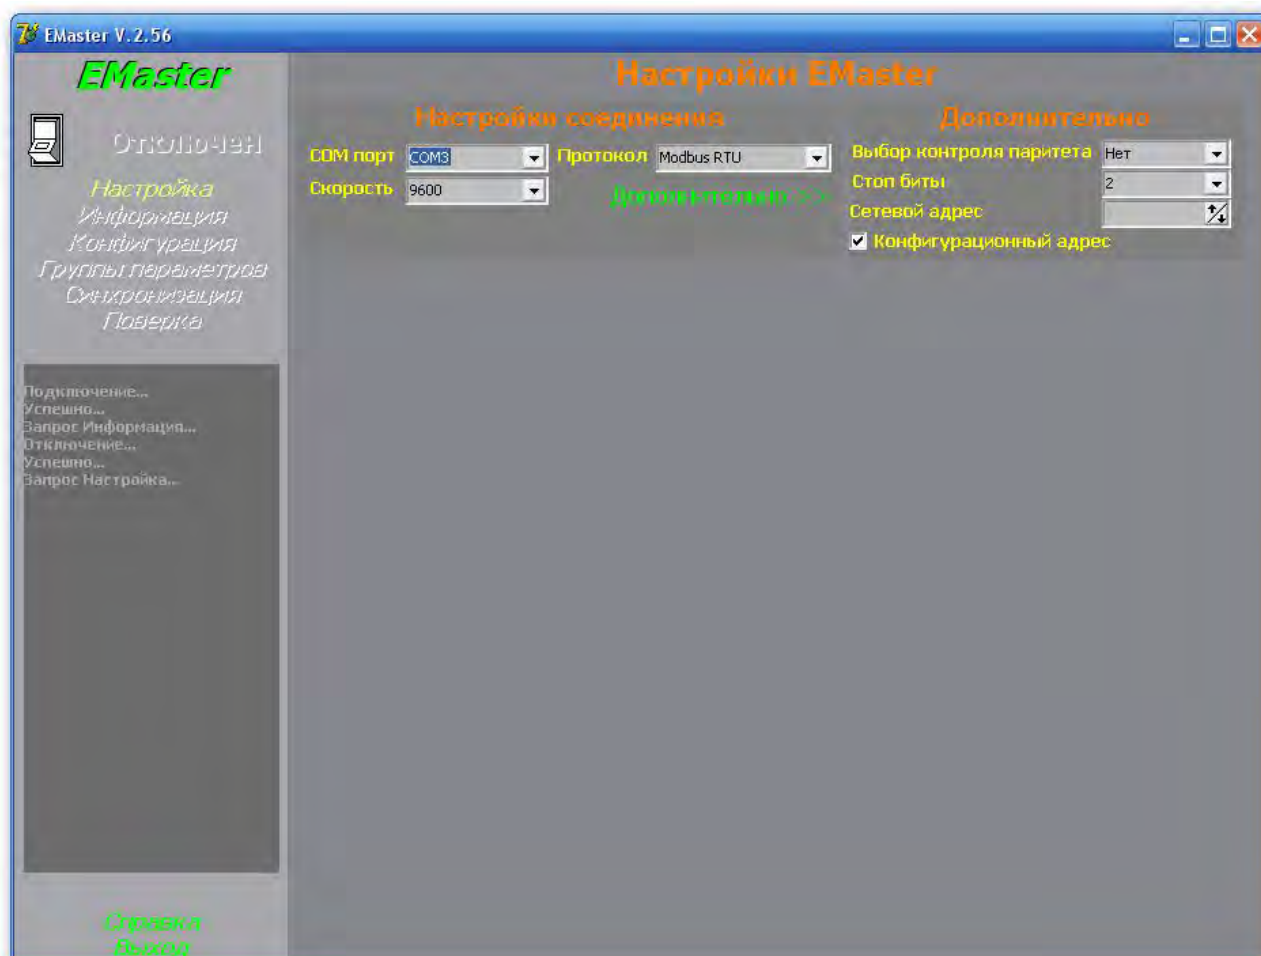 EMaster V.2.56
EMaster
Отключен
Настройка
Информация
Конфигурация
Группы параметров
Синхронизация
Поверка
Подключение...
Успешно...
Запрос Информация...
Отключение...
Успешно...
Запрос Настройка...
Справка
Выход
Настройки EMaster
Настройки соединения
COM порт COM3 Протокол Modbus RTU
Скорость 9600 Дополнительно >>
Дополнительно
Выбор контроля паритета Нет
Стоп биты 2
Сетевой адрес
Конфигурационный адрес